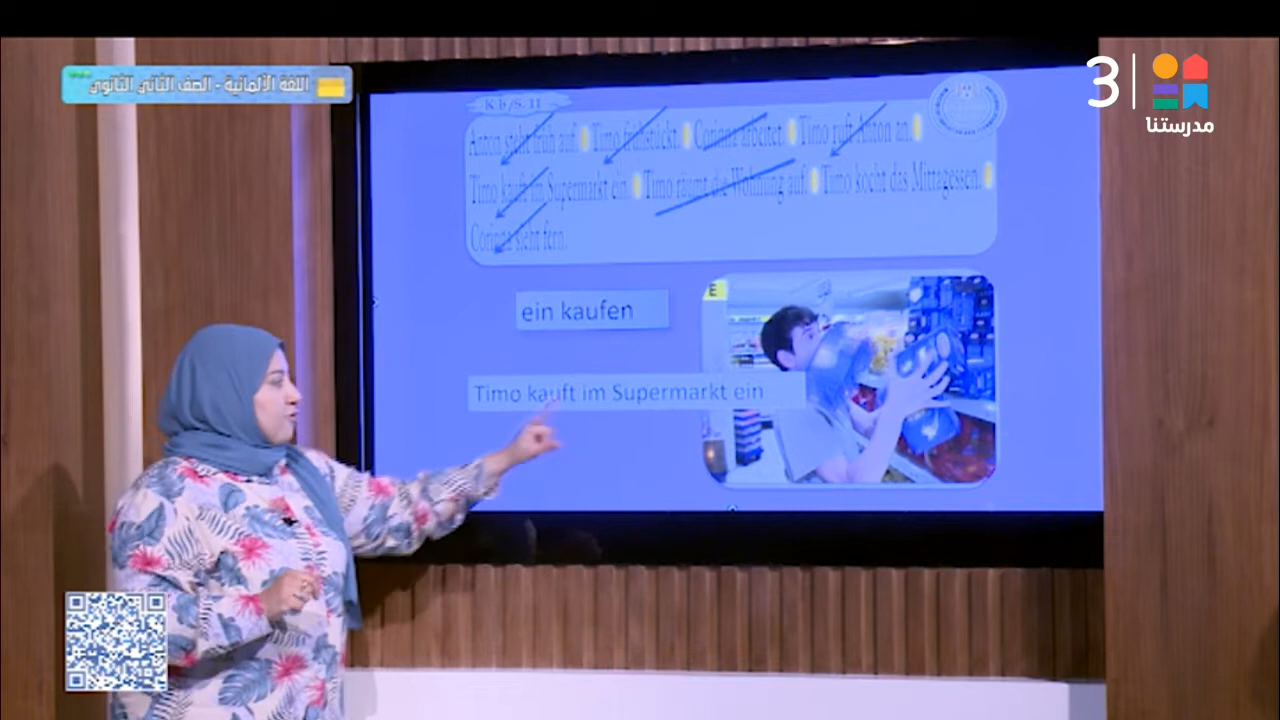 اللغة الألمانية - الصف الثاني الثانوي
3
مدرستنا
K b/S. 11
Anton steht früh auf. Timo frühstückt. Corinna arbeitet. Timo ruft Anton an.
Timo kauft im Supermarkt ein. Timo räumt die Wohnung auf. Timo kocht das Mittagessen.
Corinna sieht fern.
ein kaufen
E
Timo kauft im Supermarkt ein